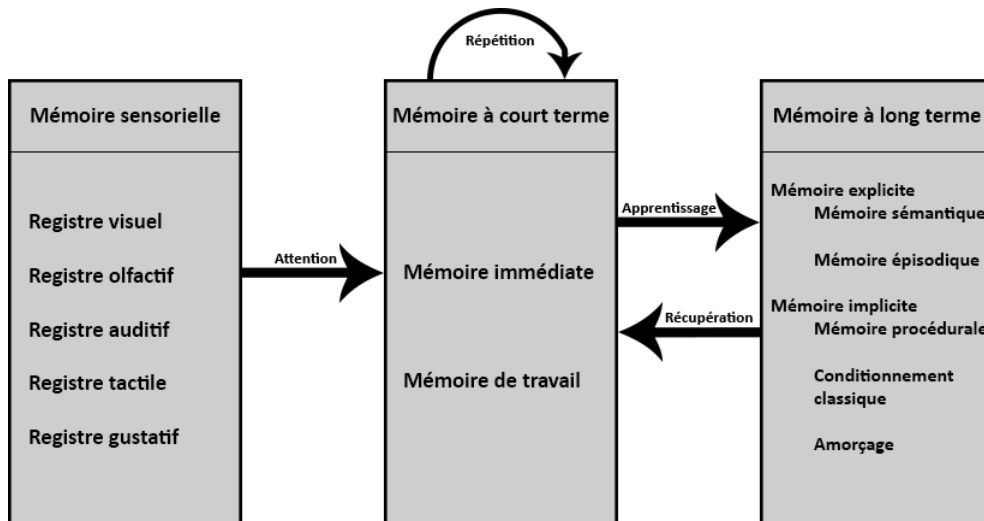 Répétition
Mémoire sensorielle
Registre visuel
Registre olfactif
Registre auditif
Registre tactile
Registre gustatif
Attention
Mémoire à court terme
Mémoire immédiate
Mémoire de travail
Apprentissage
Récupération
Mémoire à long terme
Mémoire explicite
Mémoire sémantique
Mémoire épisodique
Mémoire implicite
Mémoire procédurale
Conditionnement
classique
Amorçage